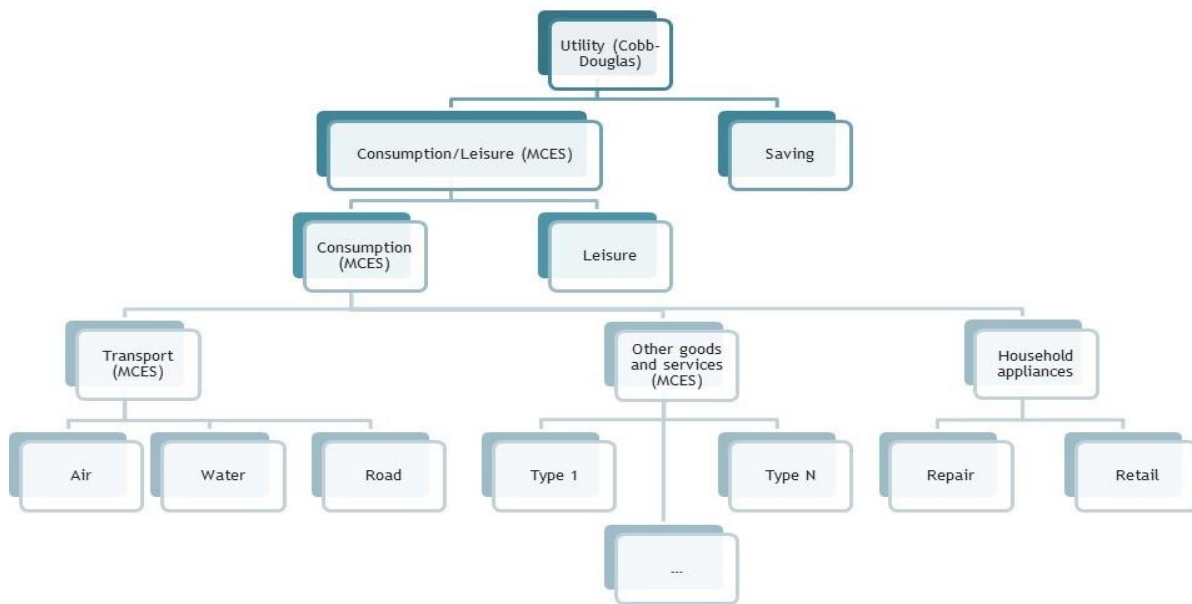 Utility (Cobb-
Douglas)
Consumption/Leisure (MCES)
Saving
Consumption
(MCES)
Leisure
Transport
(MCES)
Other goods
and services
(MCES)
Household
appliances
Air
Water
Road
Type 1
Type N
Repair
Retail
...